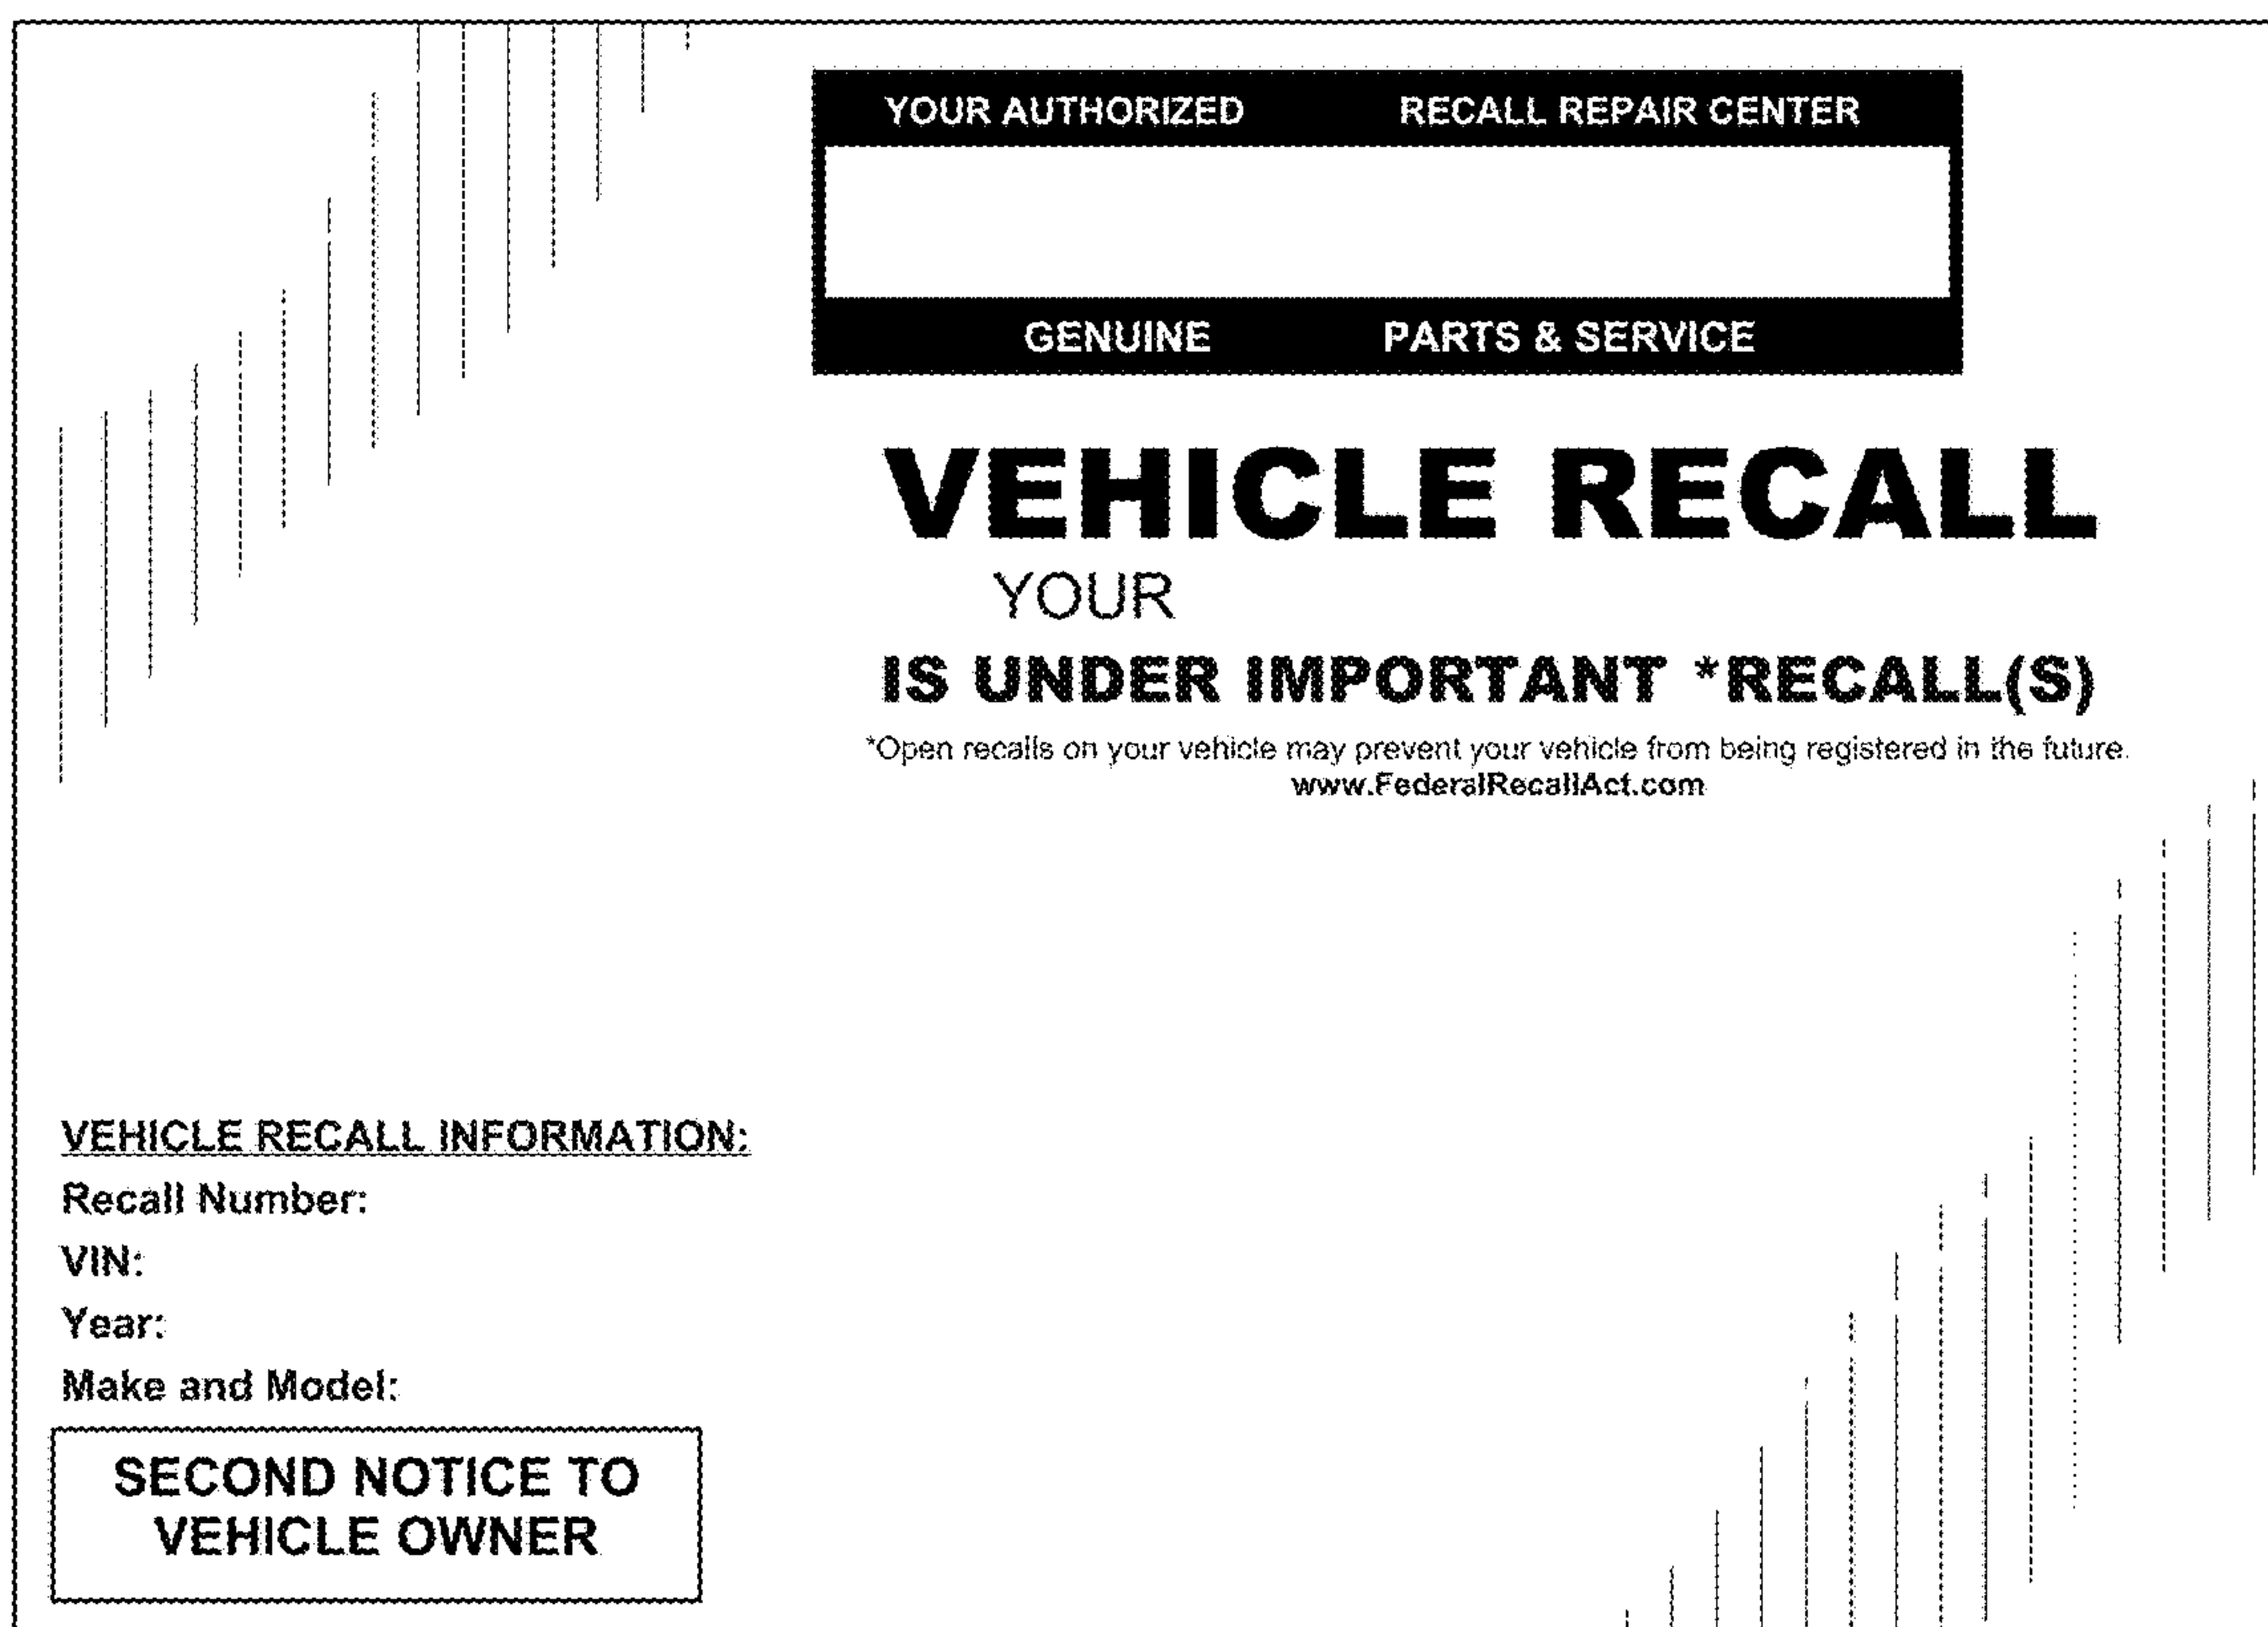 YOUR AUTHORIZED RECALL REPAIR CENTER
GENUINE PARTS & SERVICE
VEHICLE RECALL
YOUR
IS UNDER IMPORTANT *RECALL(S)
*Open recalls on your vehicle may prevent your vehicle from being registered in the future.
www.FederalRecallAct.com
VEHICLE RECALL INFORMATION:
Recall Number:
VIN:
Year:
Make and Model:
SECOND NOTICE TO
VEHICLE OWNER